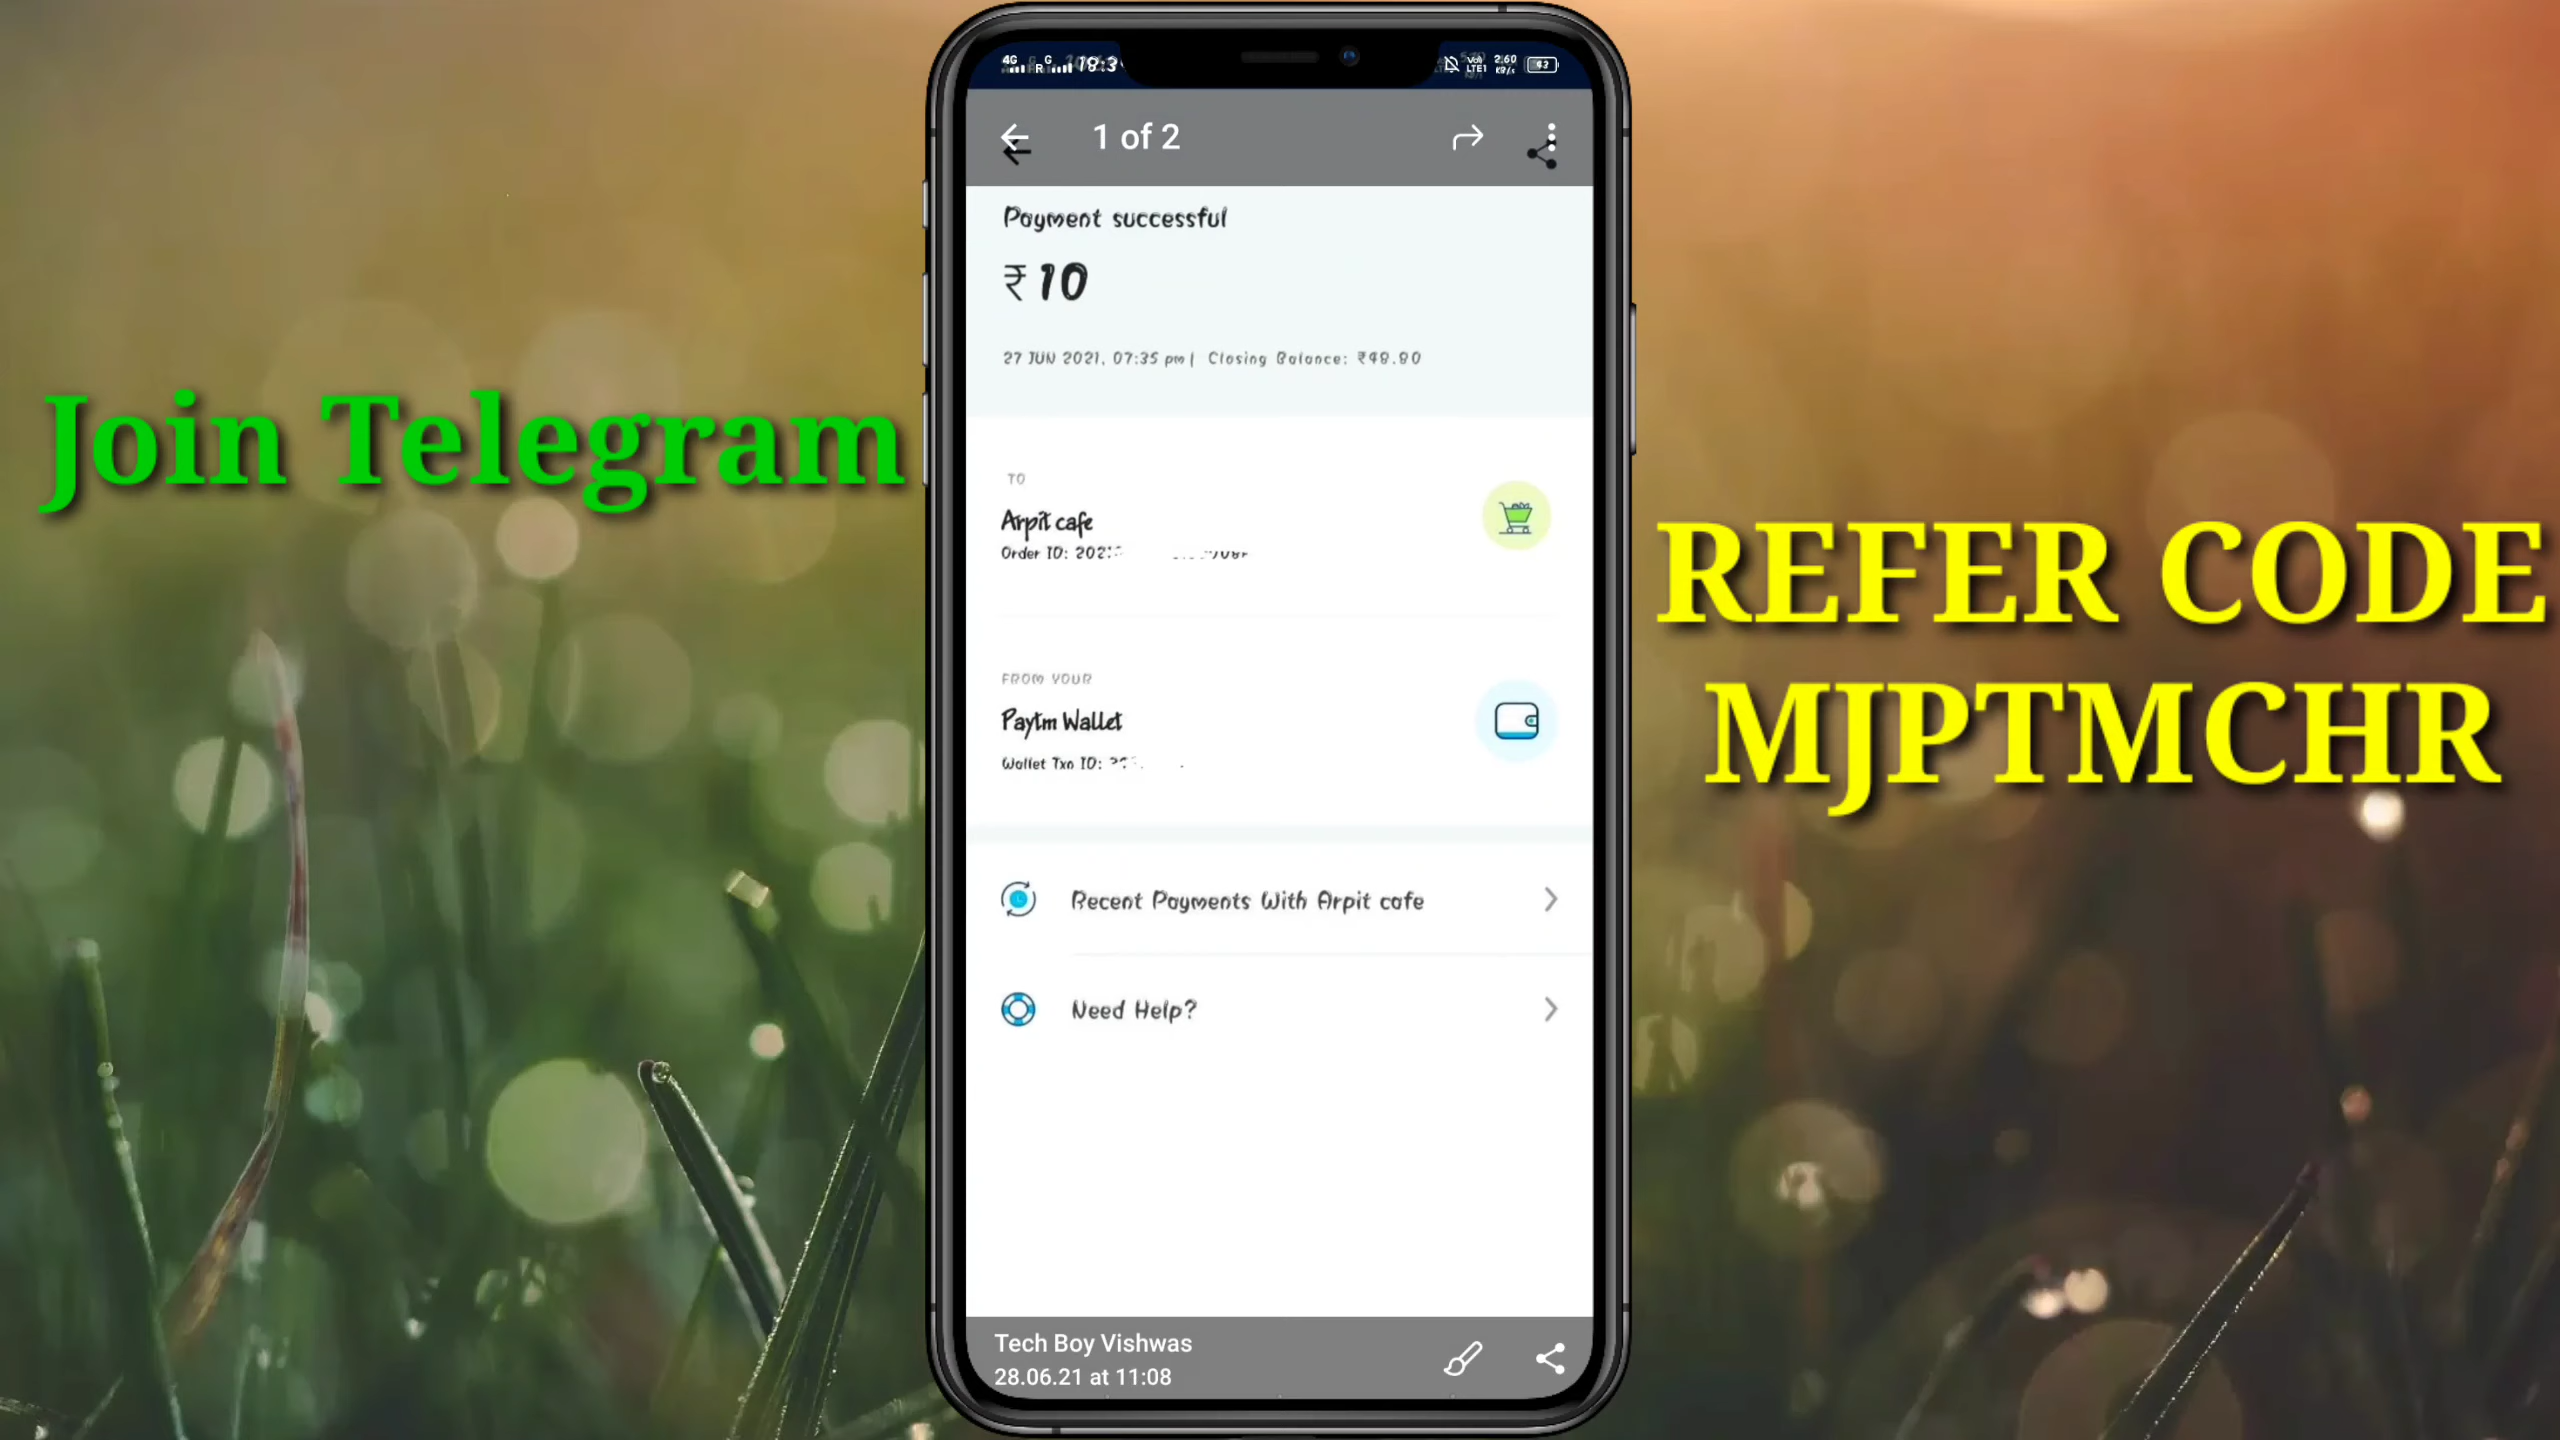 1 of 2
Payment successful
₹10
27 JUN 2021, 07:35 pm | Closing Balance: ₹48.80
TO
Arpit cafe
Order ID:
FROM YOUR
Paytm Wallet
Wallet Txn ID:
Recent Payments With Arpit cafe
Need Help?
Tech Boy Vishwas
28.06.21 at 11:08
Join Telegram
REFER CODE
MJPTMCHR